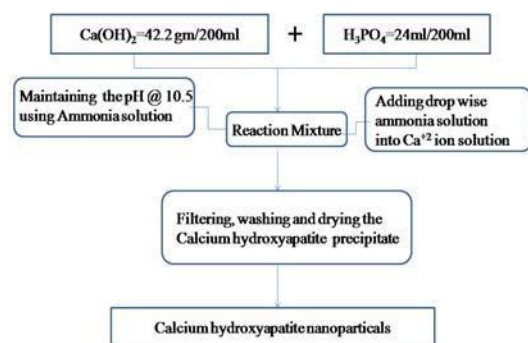 Ca(OH)₂=42.2 gm/200ml
+
H₃PO₄=24ml/200ml
Maintaining the pH @ 10.5
using Ammonia solution
Reaction Mixture
Adding drop wise
ammonia solution
into Ca⁺² ion solution
Filtering, washing and drying the
Calcium hydroxyapatite precipitate
Calcium hydroxyapatite nanoparticals